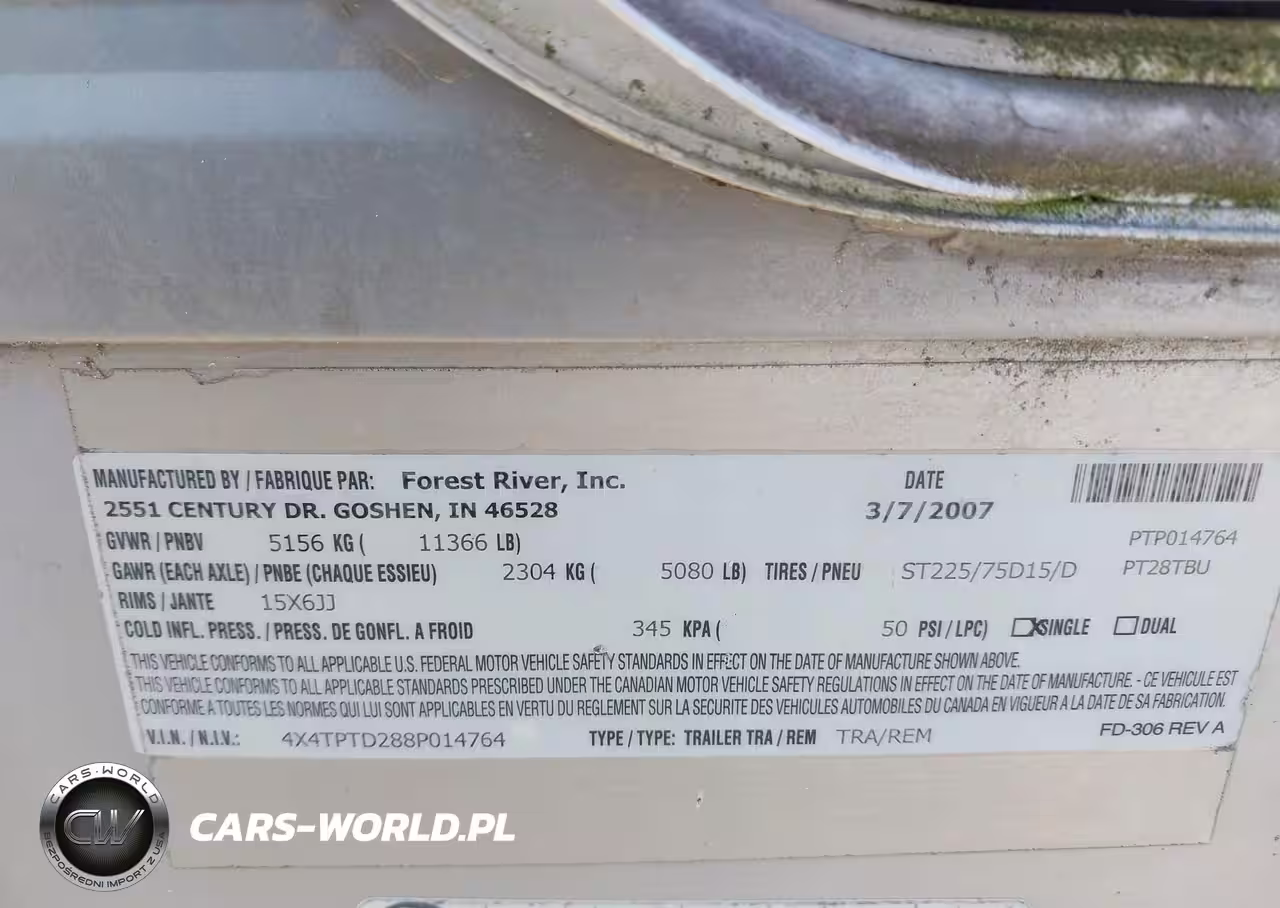 MANUFACTURED BY / FABRIQUE PAR: Forest River, Inc. DATE
2551 CENTURY DR. GOSHEN, IN 46528 3/7/2007
GVWR / PNBV 5156 KG ( 11366 LB) PTP014764
GAWR (EACH AXLE) / PNBE (CHAQUE ESSIEU) 2304 KG ( 5080 LB) TIRES / PNEU ST225/75D15/D PT28TBU
RIMS / JANTE 15X6JJ
COLD INFL. PRESS. / PRESS. DE GONFL. A FROID 345 KPA ( 50 PSI / LPC) X SINGLE DUAL
THIS VEHICLE CONFORMS TO ALL APPLICABLE U.S. FEDERAL MOTOR VEHICLE SAFETY STANDARDS IN EFFECT ON THE DATE OF MANUFACTURE SHOWN ABOVE.
THIS VEHICLE CONFORMS TO ALL APPLICABLE STANDARDS PRESCRIBED UNDER THE CANADIAN MOTOR VEHICLE SAFETY REGULATIONS IN EFFECT ON THE DATE OF MANUFACTURE. - CE VEHICULE EST
CONFORME A TOUTES LES NORMES QUI LUI SONT APPLICABLES EN VERTU DU REGLEMENT SUR LA SECURITE DES VEHICULES AUTOMOBILES DU CANADA EN VIGUEUR A LA DATE DE SA FABRICATION.
V.I.N. / N.I.V.: 4X4TPTD288P014764 TYPE / TYPE: TRAILER TRA / REM TRA/REM FD-306 REV A
CARS-WORLD
CW
BEZPOŚREDNI IMPORT Z USA
CARS-WORLD.PL